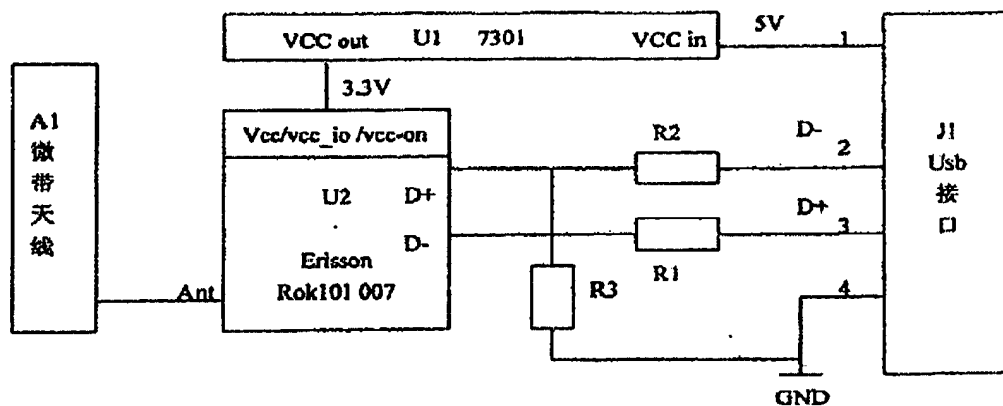 VCC out U1 7301 VCC in
5V
1
3.3V
A1
微
带
天
线
Vcc/vcc_io /vcc-on
U2
D+
D-
Erisson
Rok101 007
Ant
R2
D-
2
R1
D+
3
R3
4
GND
J1
Usb
接
口